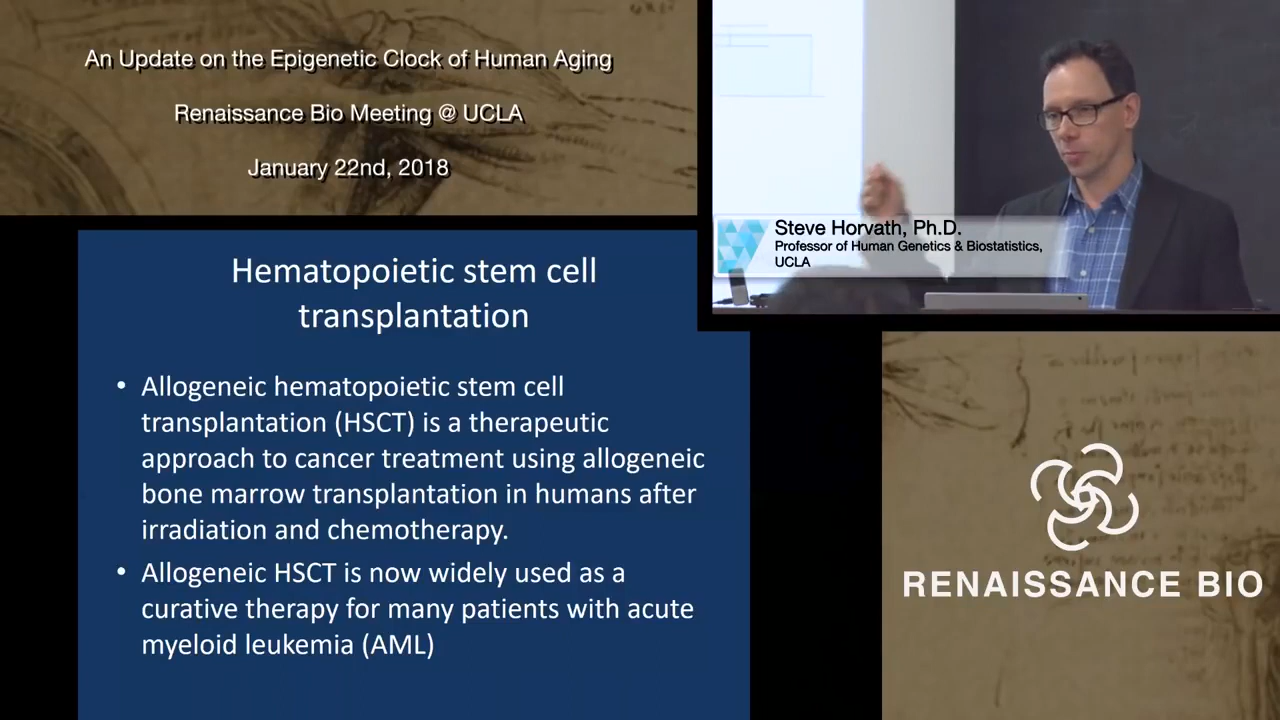 An Update on the Epigenetic Clock of Human Aging
Renaissance Bio Meeting @ UCLA
January 22nd, 2018
Steve Horvath, Ph.D.
Professor of Human Genetics & Biostatistics,
UCLA
Hematopoietic stem cell
transplantation
• Allogeneic hematopoietic stem cell
transplantation (HSCT) is a therapeutic
approach to cancer treatment using allogeneic
bone marrow transplantation in humans after
irradiation and chemotherapy.
• Allogeneic HSCT is now widely used as a
curative therapy for many patients with acute
myeloid leukemia (AML)
RENAISSANCE BIO